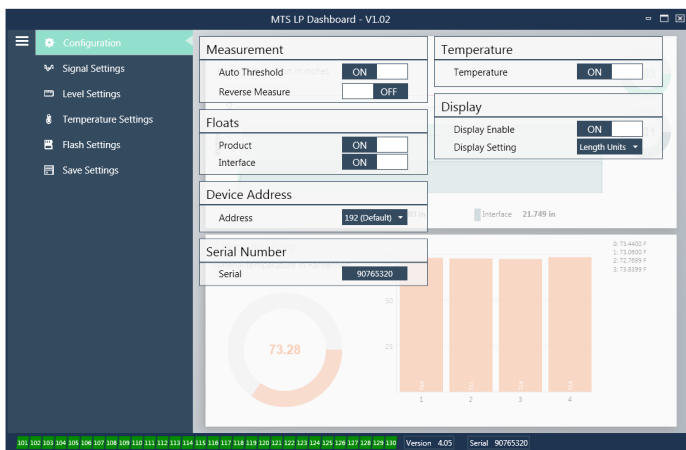 MTS LP Dashboard - V1.02
Configuration
Signal Settings
Level Settings
Temperature Settings
Flash Settings
Save Settings
Measurement
Auto Threshold ON
Reverse Measure OFF
Floats
Product ON
Interface ON
Device Address
Address 192 (Default)
Serial Number
Serial 90765320
Temperature
Temperature ON
Display
Display Enable ON
Display Setting Length Units
in Interface 21.749 in
0: 73.4400 F
1: 73.0600 F
2: 72.7699 F
3: 73.8399 F
73.28
50
25
1 2 3 4
101 102 103 104 105 106 107 108 109 110 111 112 113 114 115 116 117 118 119 120 121 122 123 124 125 126 127 128 129 130 Version 4.05 Serial 90765320